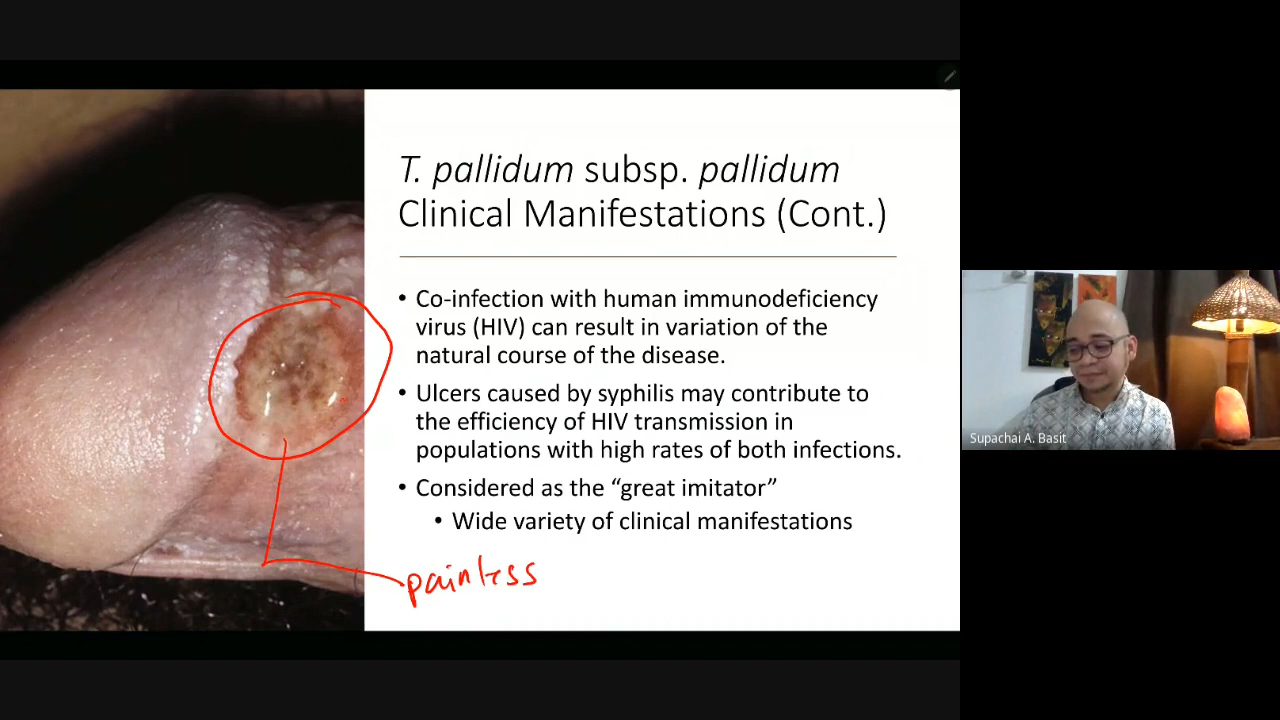 T. pallidum subsp. pallidum
Clinical Manifestations (Cont.)
• Co-infection with human immunodeficiency
virus (HIV) can result in variation of the
natural course of the disease.
• Ulcers caused by syphilis may contribute to
the efficiency of HIV transmission in
populations with high rates of both infections.
• Considered as the “great imitator”
• Wide variety of clinical manifestations
painless
Supachai A. Basit